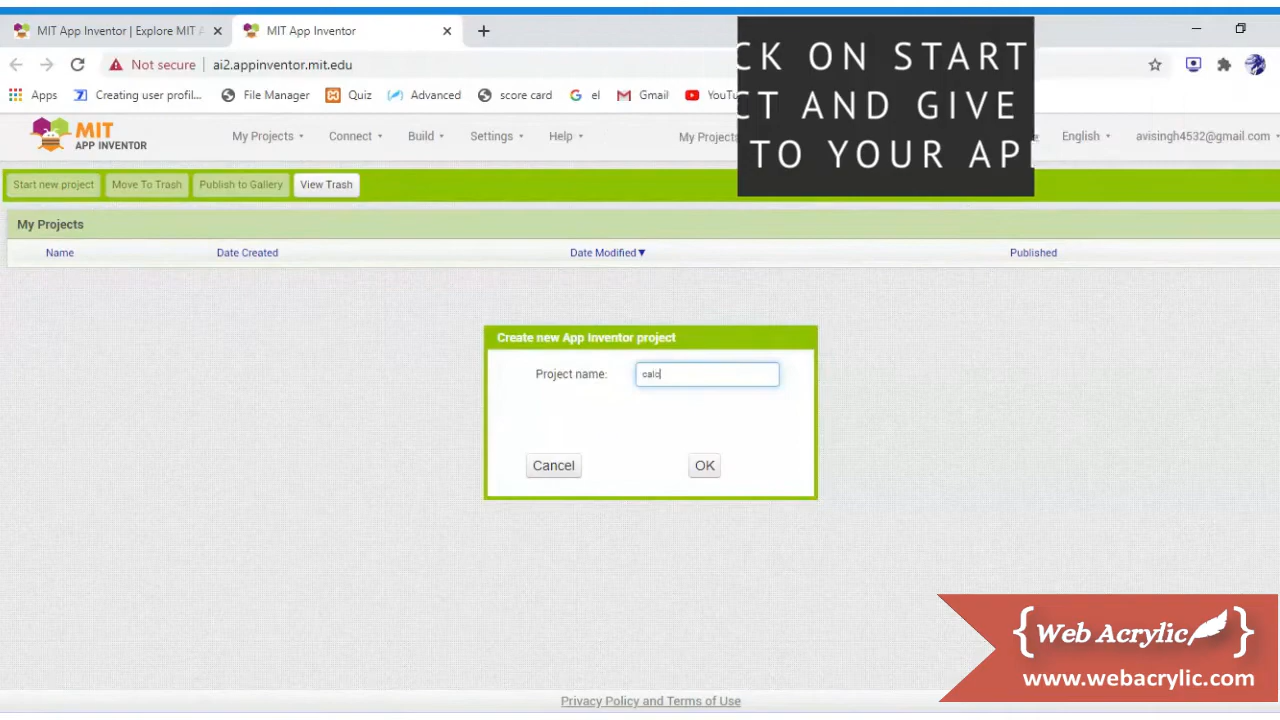 MIT App Inventor | Explore MIT
MIT App Inventor
Not secure
ai2.appinventor.mit.edu
Apps
Creating user profil...
File Manager
Quiz
Advanced
score card
el
Gmail
CK ON START
CT AND GIVE
TO YOUR AP
MIT
APP INVENTOR
My Projects
Connect
Build
Settings
Help
My Projects
English
avisingh4532@gmail.com
Start new project
Move To Trash
Publish to Gallery
View Trash
My Projects
Name
Date Created
Date Modified▼
Published
Create new App Inventor project
Project name:
calc
Cancel
OK
{Web Acrylic}
www.webacrylic.com
Privacy Policy and Terms of Use